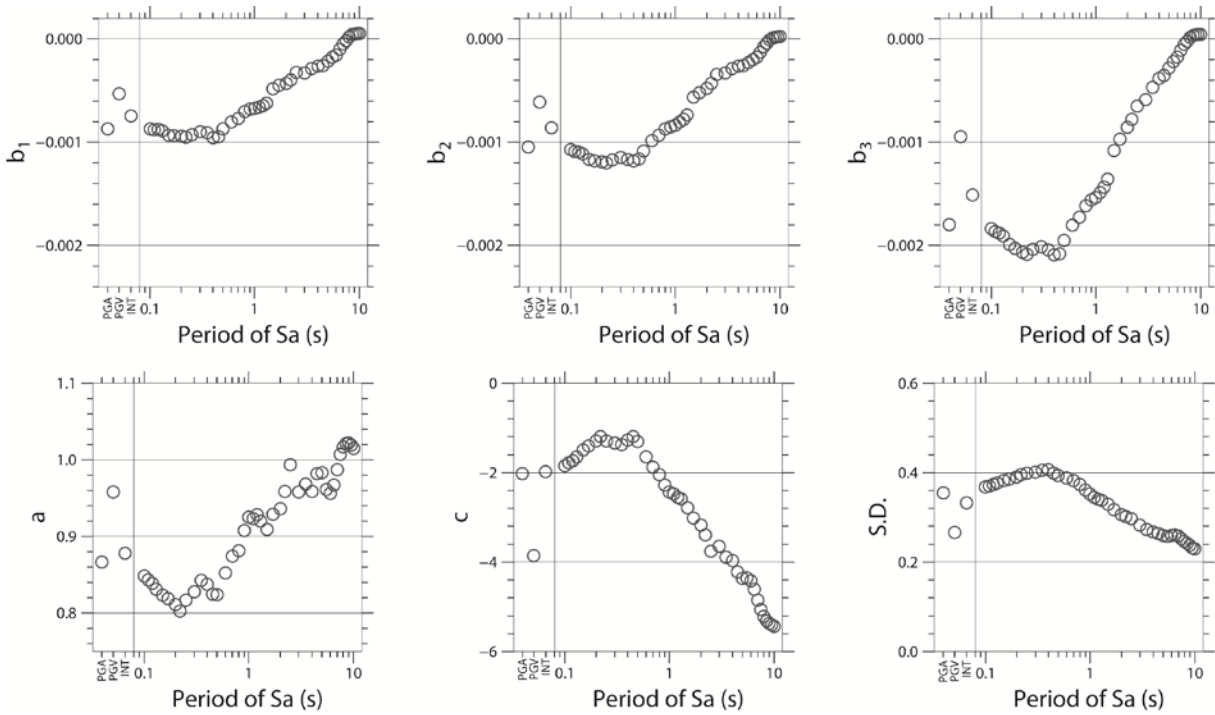 0.000
-0.001
-0.002
b1
PGA
PGV
INT
0.1
1
10
Period of Sa (s)
0.000
-0.001
-0.002
b2
PGA
PGV
INT
0.1
1
10
Period of Sa (s)
0.000
-0.001
-0.002
b3
PGA
PGV
INT
0.1
1
10
Period of Sa (s)
1.1
1.0
0.9
0.8
a
PGA
PGV
INT
0.1
1
10
Period of Sa (s)
0
−2
−4
−6
c
PGA
PGV
INT
0.1
1
10
Period of Sa (s)
0.6
0.4
0.2
0.0
S.D.
PGA
PGV
INT
0.1
1
10
Period of Sa (s)